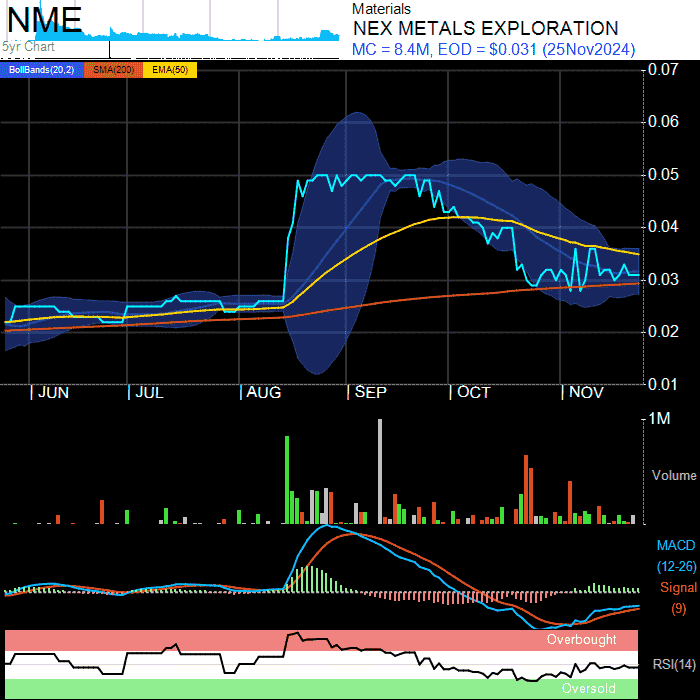 NME
Materials
NEX METALS EXPLORATION
MC = 8.4M, EOD = $0.031 (25Nov2024)
5yr Chart
BollBands(20,2) SMA(200) EMA(50)
0.07
0.06
0.05
0.04
0.03
0.02
0.01
JUN JUL AUG SEP OCT NOV
1M
Volume
MACD
(12-26)
Signal
(9)
Overbought
RSI(14)
Oversold